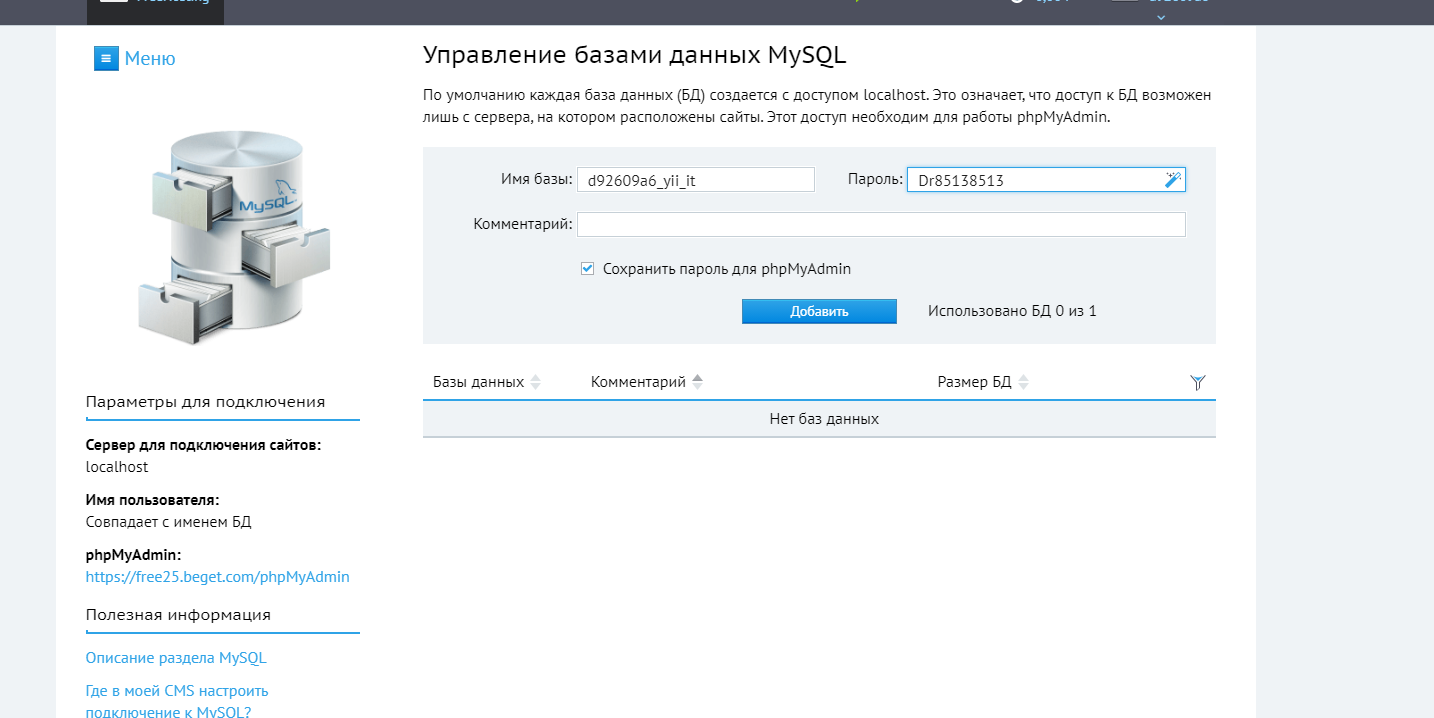 Меню
Управление базами данных MySQL
По умолчанию каждая база данных (БД) создается с доступом localhost. Это означает, что доступ к БД возможен
лишь с сервера, на котором расположены сайты. Этот доступ необходим для работы phpMyAdmin.
Имя базы: d92609a6_yii_it Пароль: Dr85138513
Комментарий:
Сохранить пароль для phpMyAdmin
Добавить Использовано БД 0 из 1
Базы данных Комментарий Размер БД
Нет баз данных
MySQL
Параметры для подключения
Сервер для подключения сайтов:
localhost
Имя пользователя:
Совпадает с именем БД
phpMyAdmin:
https://free25.beget.com/phpMyAdmin
Полезная информация
Описание раздела MySQL
Где в моей CMS настроить
подключение к MySQL?